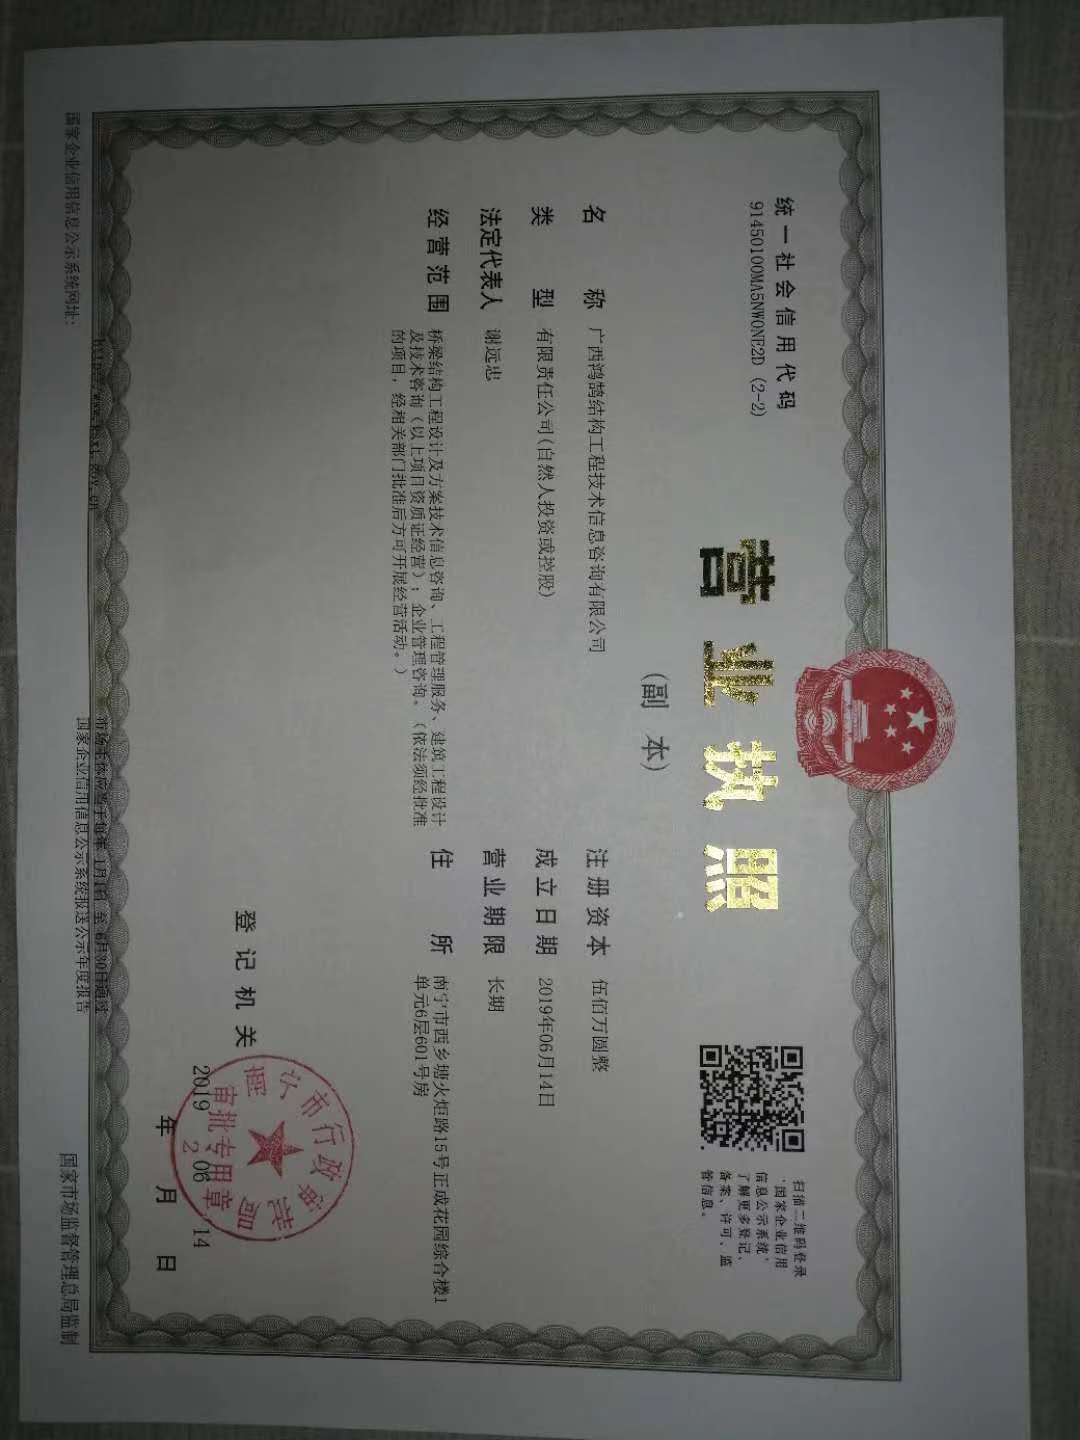 统一社会信用代码
91450100MA5NW0NE2D (2-2)
营业执照
(副 本)
扫描二维码登录
'国家企业信用
信息公示系统'
了解更多登记、
备案、许可、监
管信息。
名 称 广西鸿鹄结构工程技术信息咨询有限公司
类 型 有限责任公司(自然人投资或控股)
法定代表人 谢远忠
经营范围 桥梁结构工程设计及方案技术信息咨询、工程管理服务、建筑工程设计
及技术咨询（以上项目资质证经营）；企业管理咨询。（依法须经批准
的项目，经相关部门批准后方可开展经营活动。）
注册资本 伍佰万圆整
成立日期 2019年06月14日
营业期限 长期
住 所 南宁市西乡塘火炬路15号正成花园综合楼1
单元6层601号房
登记机关
南宁市行政审批局
审批专用章
2
2019 年 06 月 14 日
国家企业信用信息公示系统网址：
市场主体应当于每年 1月1日 至 6月30日通过
国家企业信用信息公示系统报送公示年度报告
国家市场监督管理总局监制